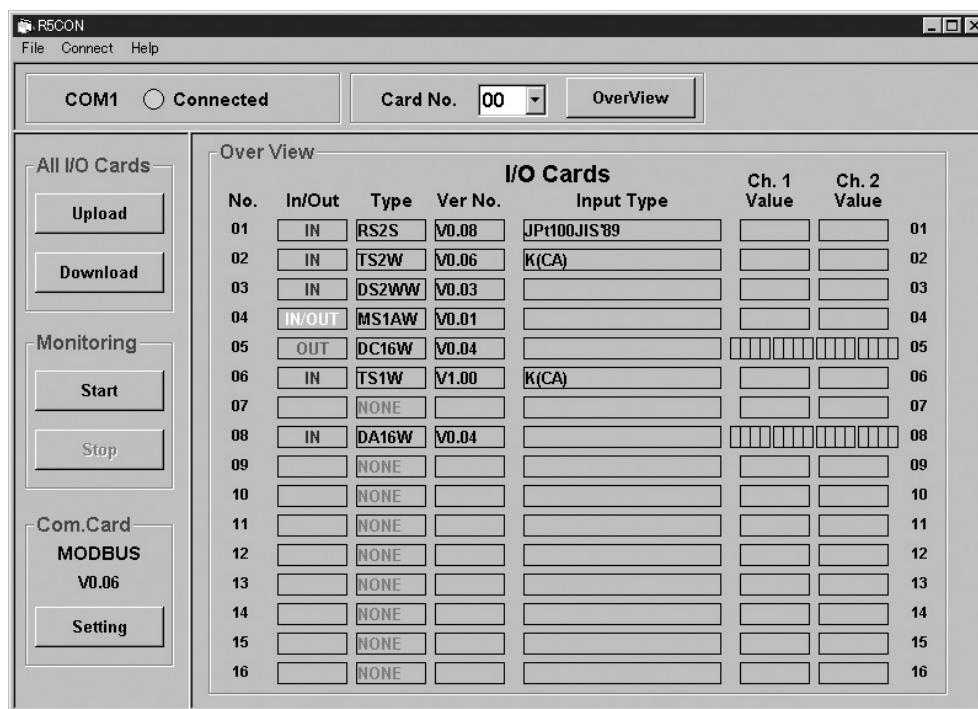 R5CON
File Connect Help
COM1 Connected Card No. 00 OverView
All I/O Cards
Upload
Download
Monitoring
Start
Stop
Com.Card
MODBUS
V0.06
Setting
Over View
I/O Cards
No. In/Out Type Ver No. Input Type Ch. 1 Value Ch. 2 Value
01 IN RS2S V0.08 JPt100JIS'89 01
02 IN TS2W V0.06 K(CA) 02
03 IN DS2WW V0.03 03
04 IN/OUT MS1AW V0.01 04
05 OUT DC16W V0.04 05
06 IN TS1W V1.00 K(CA) 06
07 NONE 07
08 IN DA16W V0.04 08
09 NONE 09
10 NONE 10
11 NONE 11
12 NONE 12
13 NONE 13
14 NONE 14
15 NONE 15
16 NONE 16